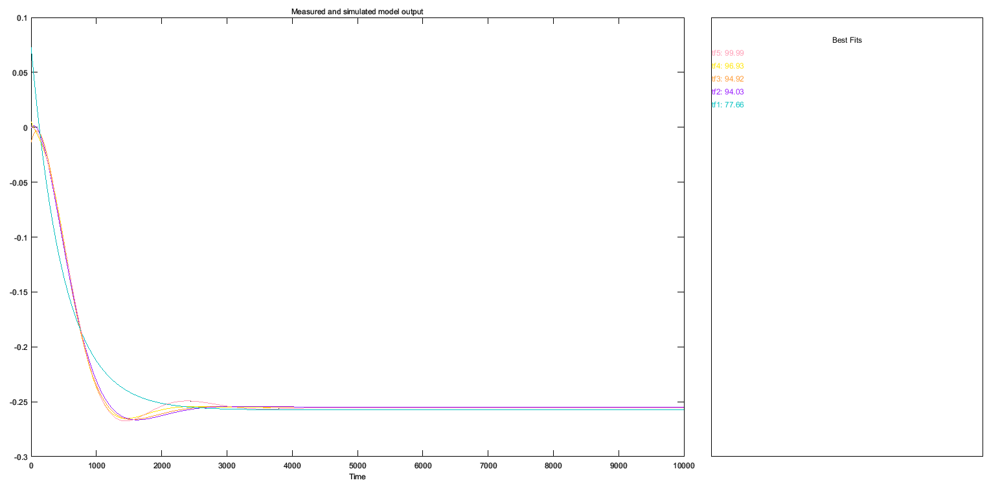 Measured and simulated model output
0.1
0.05
0
-0.05
-0.1
-0.15
-0.2
-0.25
-0.3
0 1000 2000 3000 4000 5000 6000 7000 8000 9000 10000
Time
Best Fits
tf5: 99.99
tf4: 96.93
tf3: 94.92
tf2: 94.03
tf1: 77.66